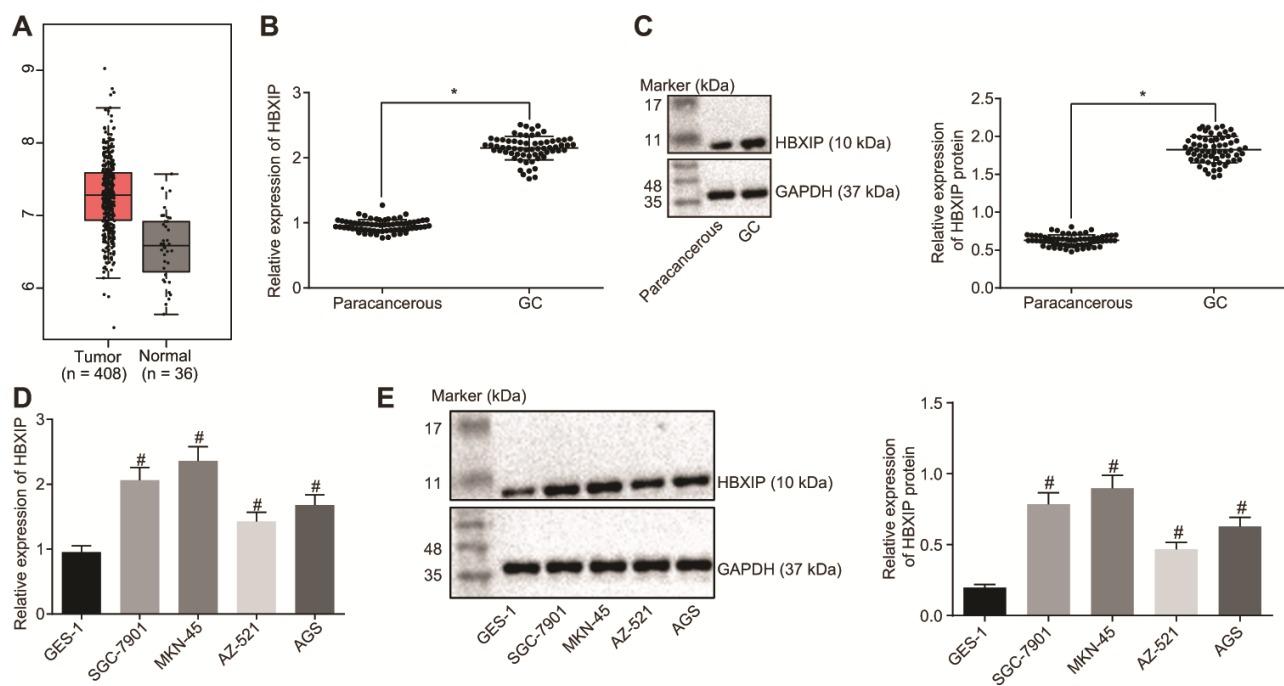 A
9
8
7
6
Tumor
(n = 408)
Normal
(n = 36)
B
Relative expression of HBXIP
3
2
1
0
*
Paracancerous
GC
C
Marker (kDa)
17
11
48
35
HBXIP (10 kDa)
GAPDH (37 kDa)
Paracancerous
GC
Relative expression
of HBXIP protein
2.5
2.0
1.5
1.0
0.5
0.0
*
Paracancerous
GC
D
Relative expression of HBXIP
3
2
1
0
#
#
#
#
GES-1
SGC-7901
MKN-45
AZ-521
AGS
E
Marker (kDa)
17
11
48
35
HBXIP (10 kDa)
GAPDH (37 kDa)
GES-1
SGC-7901
MKN-45
AZ-521
AGS
Relative expression
of HBXIP protein
1.5
1.0
0.5
0.0
#
#
#
#
GES-1
SGC-7901
MKN-45
AZ-521
AGS